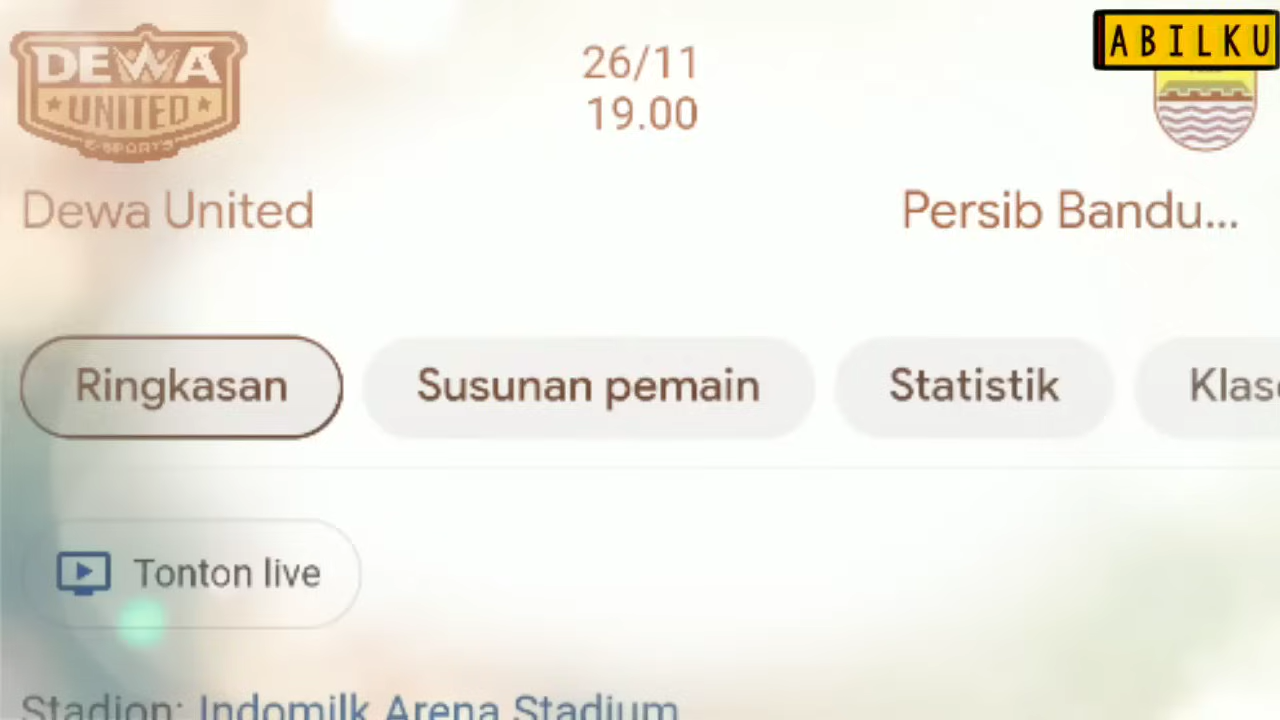 DEWA
UNITED
E-SPORTS
26/11
19.00
ABILKU
Dewa United
Persib Bandu...
Ringkasan
Susunan pemain
Statistik
Klas
Tonton live
Stadion: Indomilk Arena Stadium